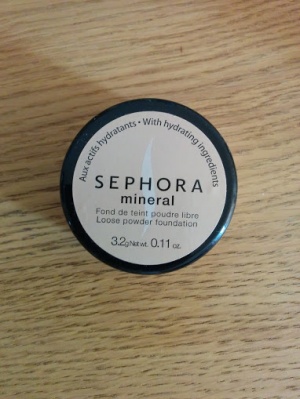 Aux actifs hydratants • With hydrating ingredients
SEPHORA
mineral
Fond de teint poudre libre
Loose powder foundation
3.2g Net wt. 0.11 oz.